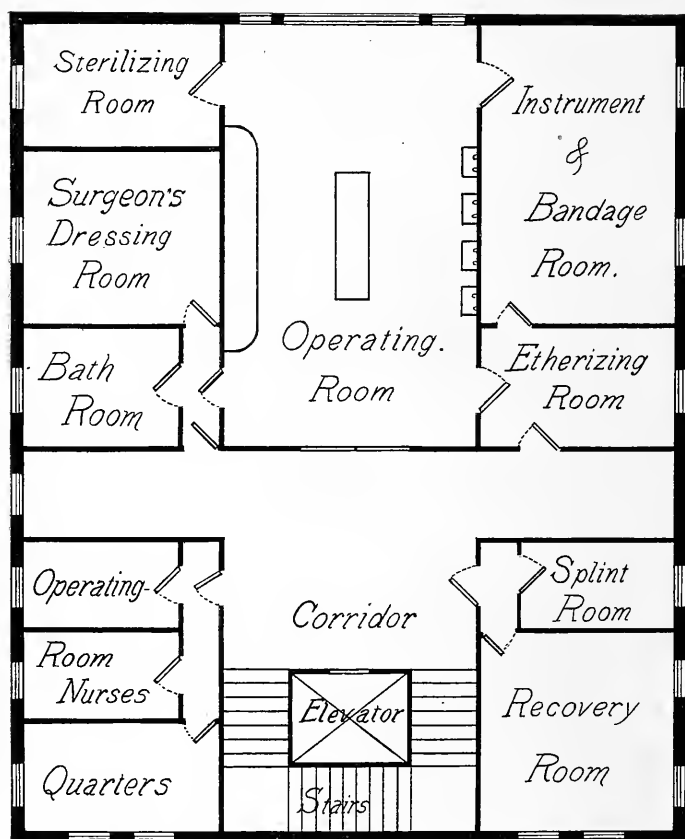 Sterilizing
Room
Instrument
&
Bandage
Room.
Surgeon's
Dressing
Room
Operating.
Room
Bath
Room
Etherizing
Room
Operating-
Room
Nurses
Quarters
Corridor
Splint
Room
Elevator
Stairs
Recovery
Room